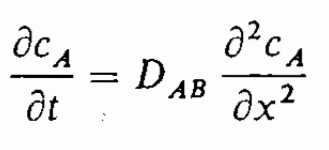 ∂c_A/∂t = D_AB ∂²c_A/∂x²